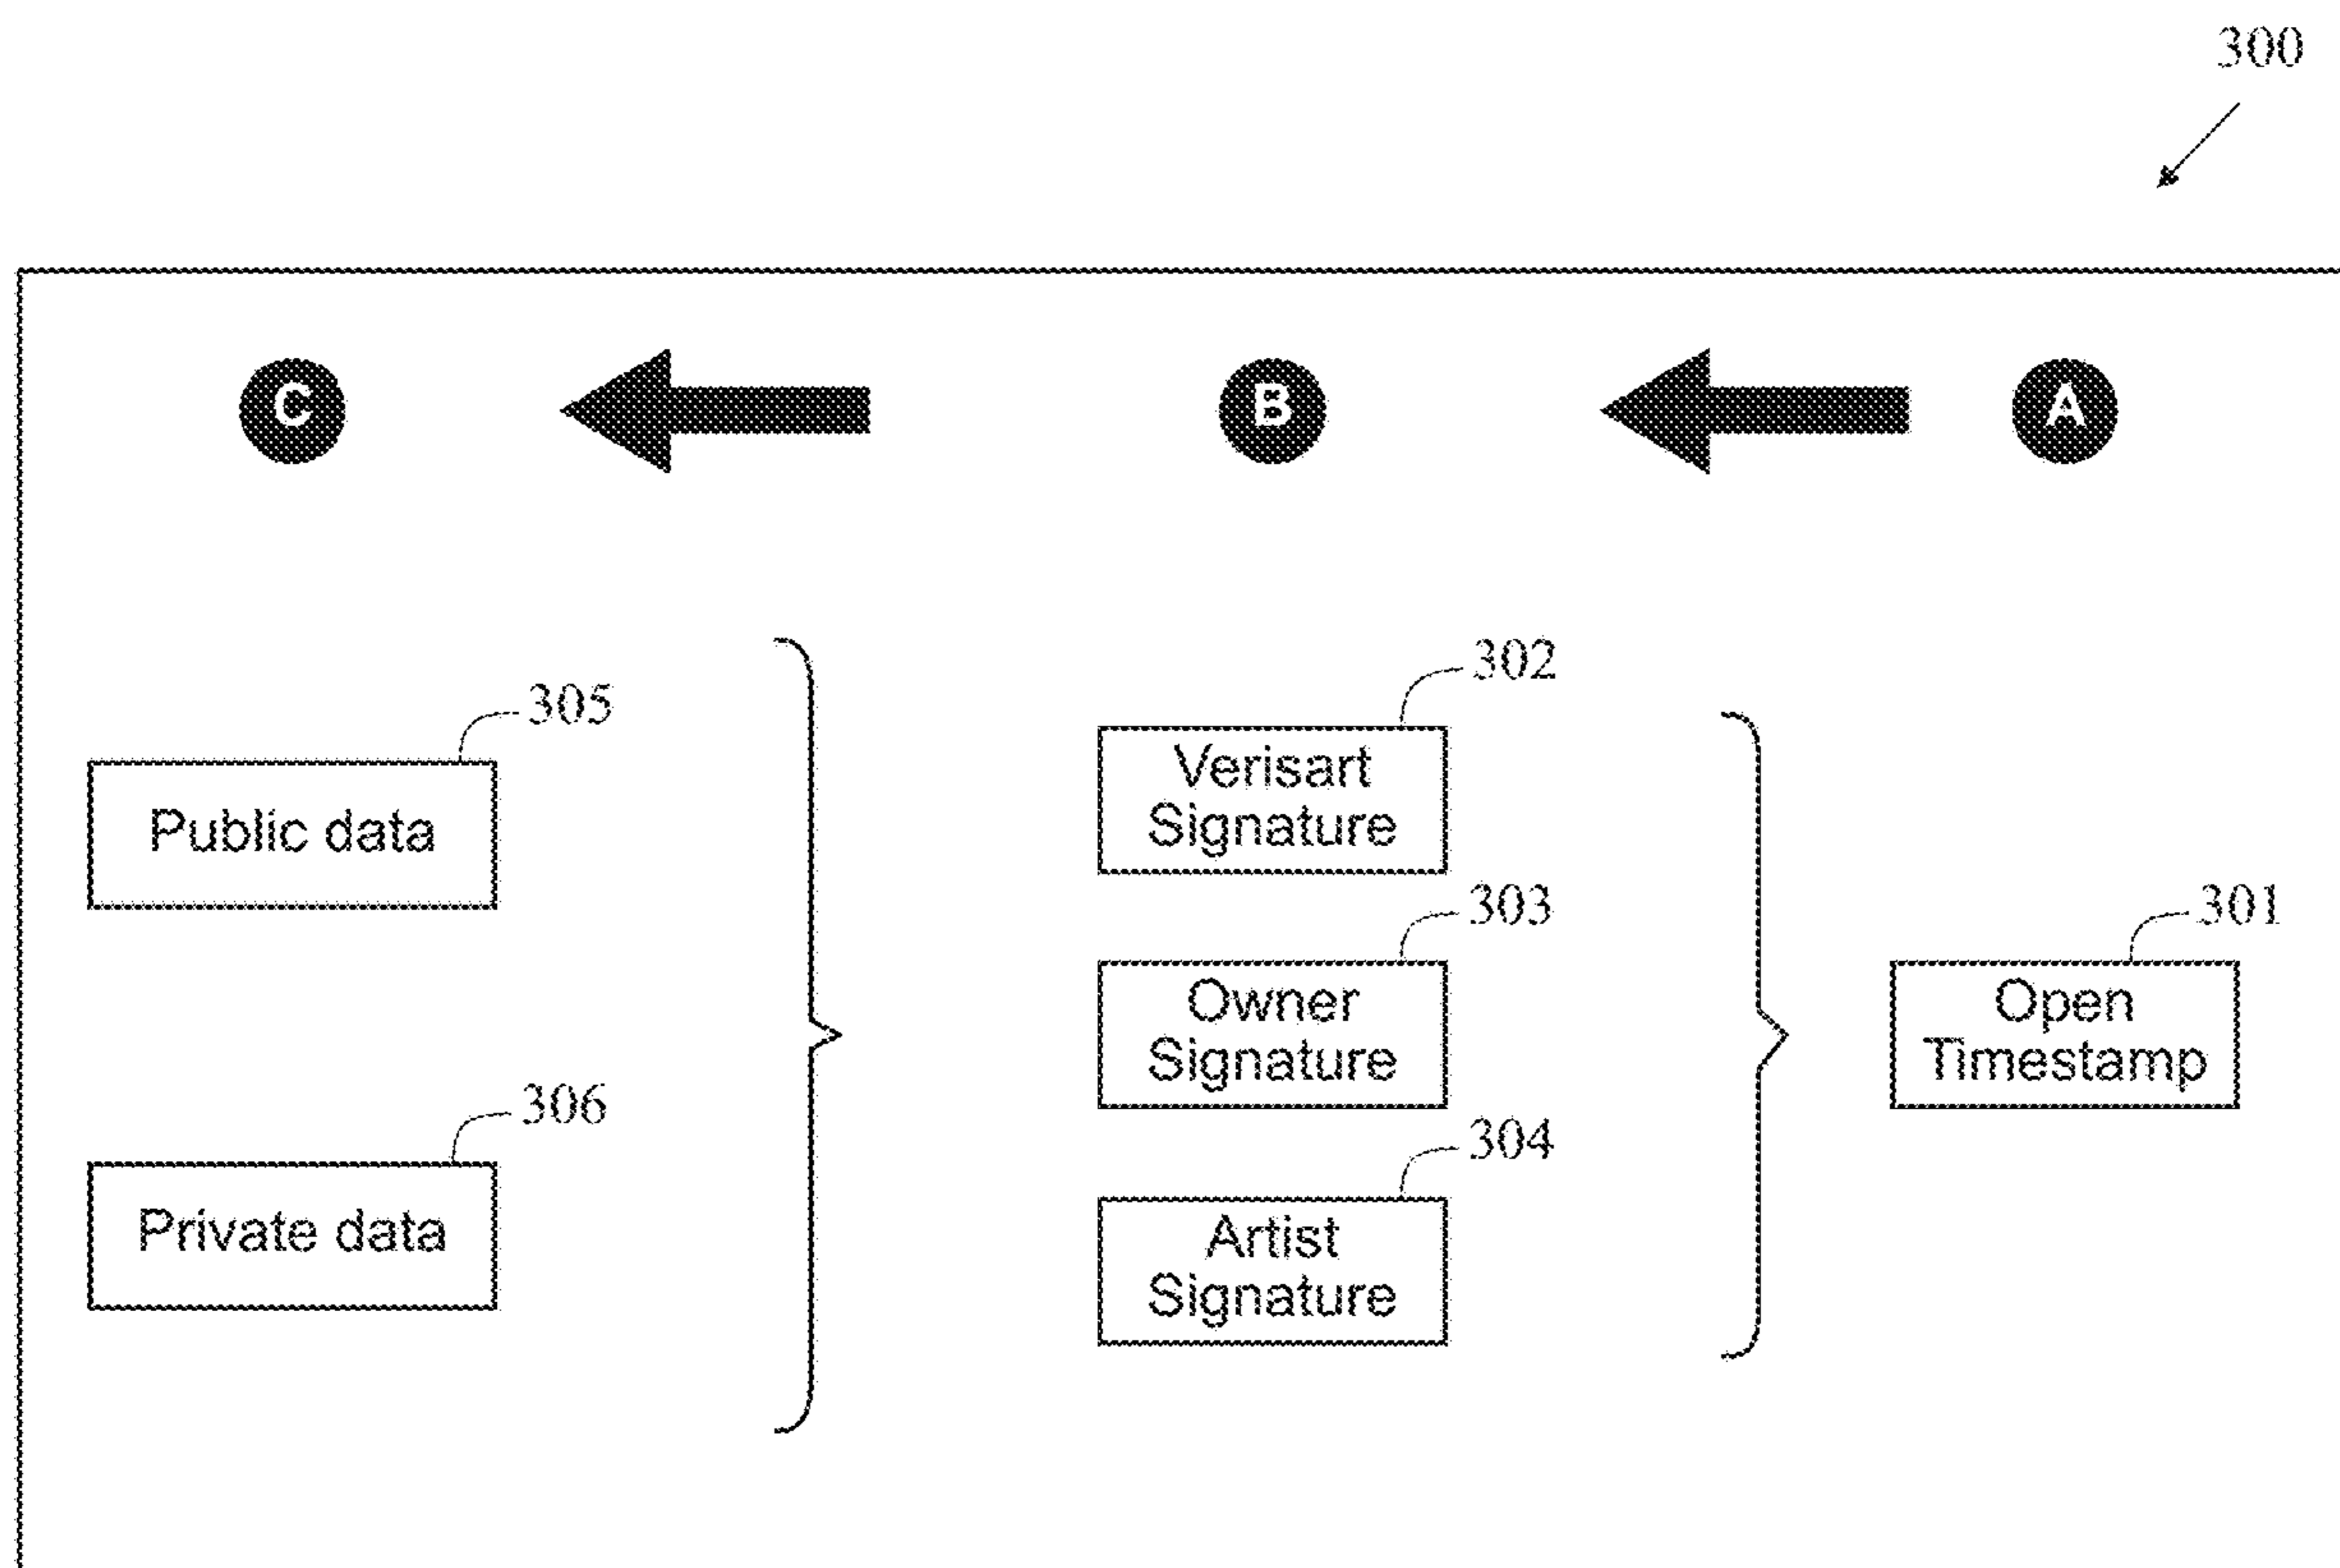 300
C
B
A
302
305
Verisart
Signature
Public data
303
301
Owner
Signature
Open
Timestamp
306
304
Private data
Artist
Signature